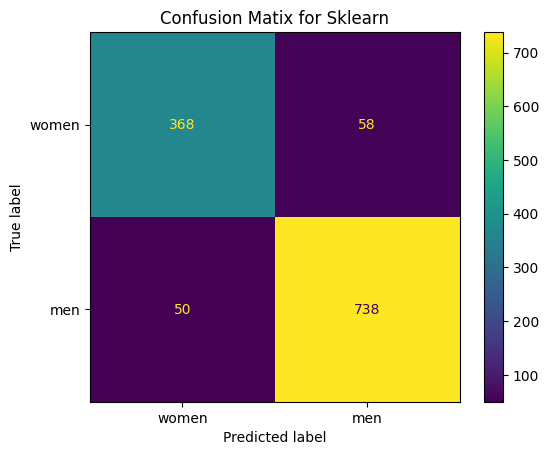 Confusion Matix for Sklearn
women
368
58
men
50
738
women
men
Predicted label
True label
700
600
500
400
300
200
100